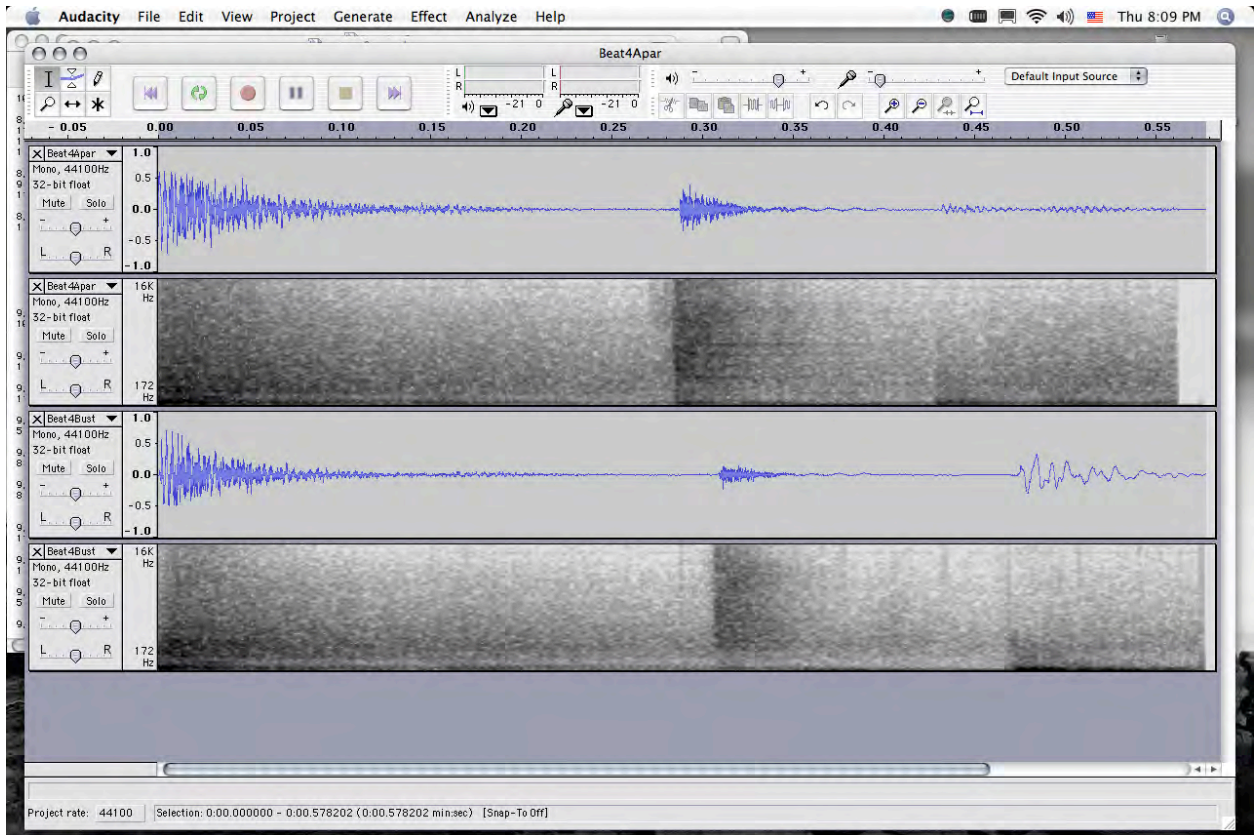 Audacity File Edit View Project Generate Effect Analyze Help Thu 8:09 PM
Beat4Apar
L
R
-21 0
L
R
-21 0
- +
- +
Default Input Source
- 0.05 0.00 0.05 0.10 0.15 0.20 0.25 0.30 0.35 0.40 0.45 0.50 0.55
X Beat4Apar 1.0
Mono, 44100Hz
32-bit float 0.5
Mute Solo
- + 0.0
-0.5
L R
-1.0
X Beat4Apar 16K
Mono, 44100Hz Hz
32-bit float
Mute Solo
- +
L R 172
Hz
X Beat4Bust 1.0
Mono, 44100Hz
32-bit float 0.5
Mute Solo
- + 0.0
-0.5
L R
-1.0
X Beat4Bust 16K
Mono, 44100Hz Hz
32-bit float
Mute Solo
- +
L R 172
Hz
Project rate: 44100 Selection: 0:00.000000 - 0:00.578202 (0:00.578202 min:sec) [Snap-To Off]